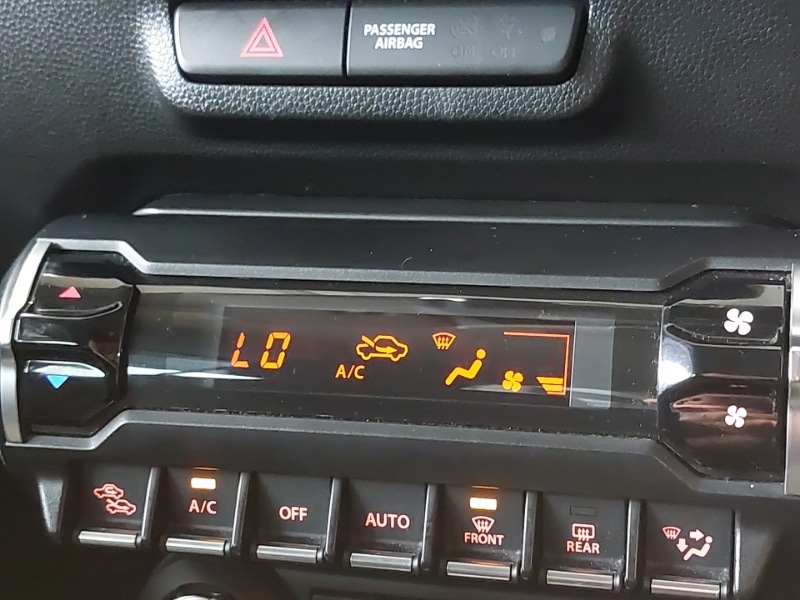 PASSENGER
AIRBAG
ON OFF
LO
A/C
A/C
OFF
AUTO
FRONT
REAR